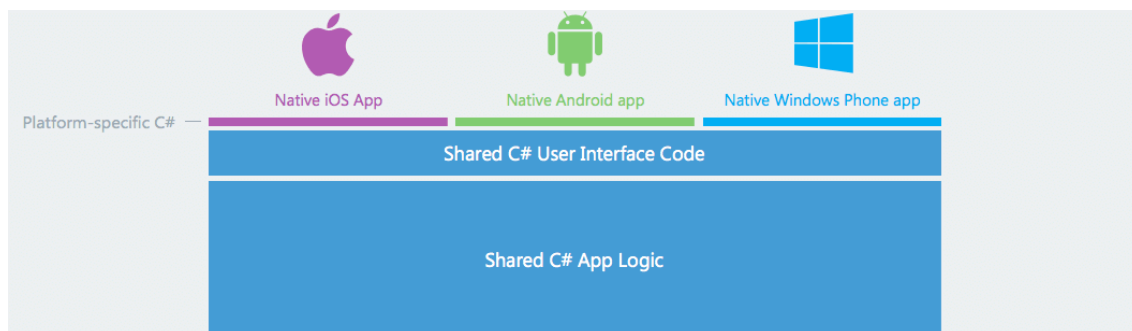 Native iOS App
Native Android app
Native Windows Phone app
Platform-specific C#
Shared C# User Interface Code
Shared C# App Logic